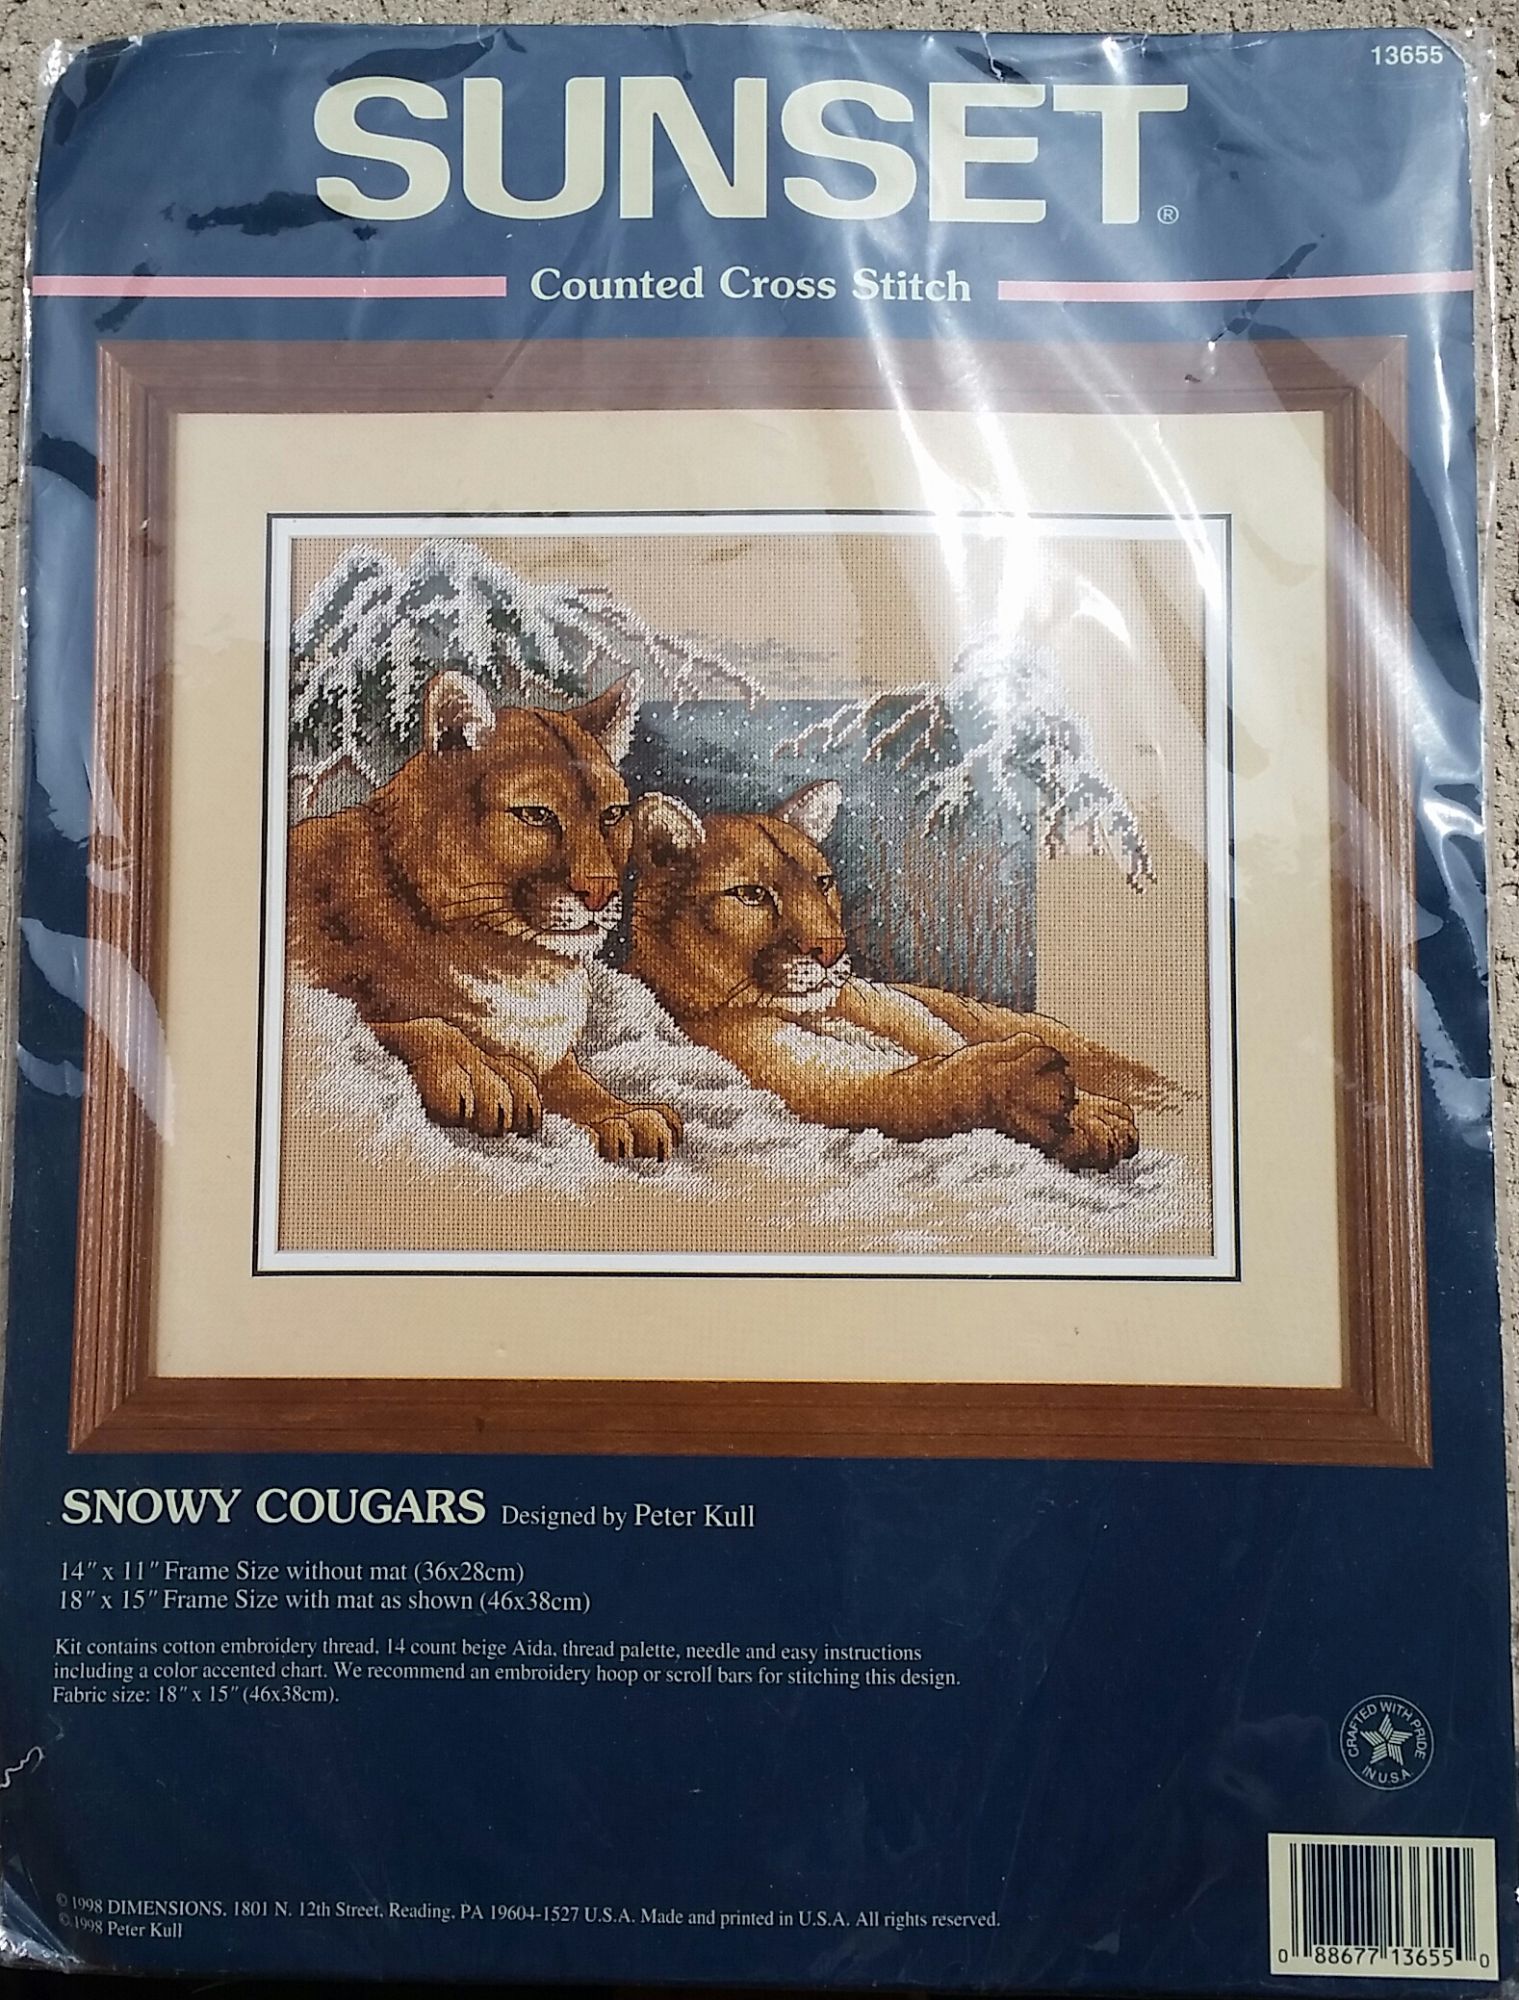 13655
SUNSET®
Counted Cross Stitch
SNOWY COUGARS Designed by Peter Kull
14" x 11" Frame Size without mat (36x28cm)
18" x 15" Frame Size with mat as shown (46x38cm)
Kit contains cotton embroidery thread, 14 count beige Aida, thread palette, needle and easy instructions
including a color accented chart. We recommend an embroidery hoop or scroll bars for stitching this design.
Fabric size: 18" x 15" (46x38cm).
CRAFTED WITH PRIDE
IN U.S.A.
© 1998 DIMENSIONS, 1801 N. 12th Street, Reading, PA 19604-1527 U.S.A. Made and printed in U.S.A. All rights reserved.
© 1998 Peter Kull
0 88677 13655 0